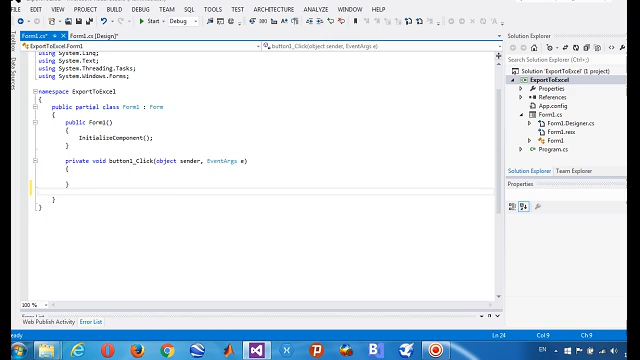 FILE EDIT VIEW PROJECT BUILD DEBUG TEAM SQL TOOLS TEST ARCHITECTURE ANALYZE WINDOW HELP
Start Debug
Form1.cs* Form1.cs [Design]*
ExportToExcel.Form1 button1_Click(object sender, EventArgs e)
using System.Linq;
using System.Text;
using System.Threading.Tasks;
using System.Windows.Forms;
namespace ExportToExcel
{
public partial class Form1 : Form
{
public Form1()
{
InitializeComponent();
}
private void button1_Click(object sender, EventArgs e)
{
}
}
}
100 %
Error List
Web Publish Activity Error List
Ready Ln 24 Col 9 Ch 9 INS
Toolbox
Data Sources
Solution Explorer
Search Solution Explorer (Ctrl+;)
Solution 'ExportToExcel' (1 project)
ExportToExcel
Properties
References
App.config
Form1.cs
Form1.Designer.cs
Form1.resx
Form1
Program.cs
Solution Explorer Team Explorer
Properties
EN